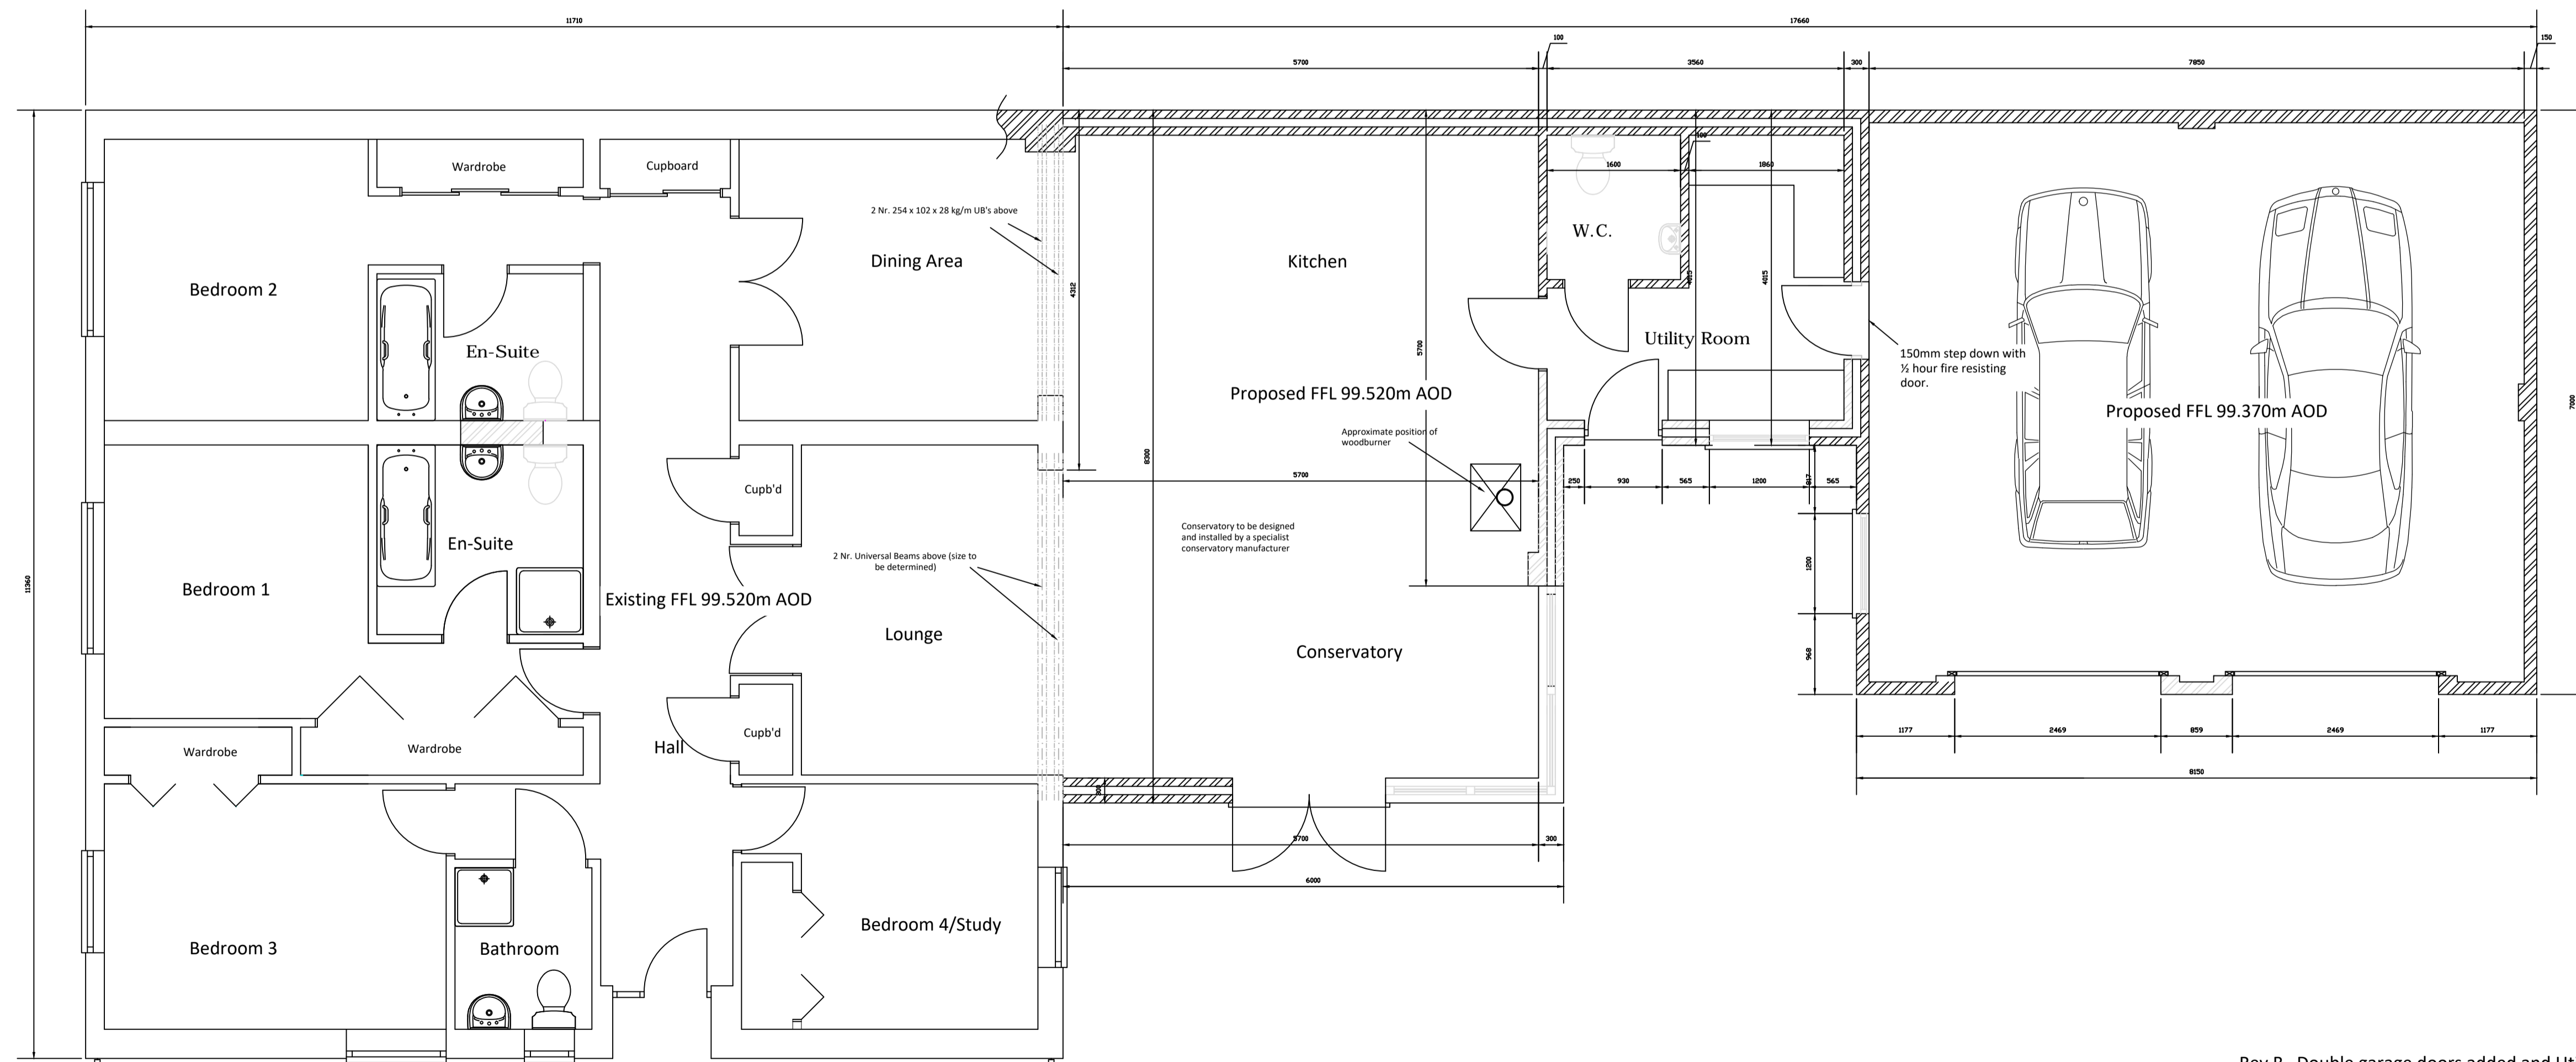 11710
17660
100
150
5700
3560
300
7850
Wardrobe
Cupboard
100
1600
1860
2 Nr. 254 x 102 x 28 kg/m UB's above
W.C.
Dining Area
Kitchen
Bedroom 2
4312
4015
4015
En-Suite
Utility Room
5700
150mm step down with
½ hour fire resisting
door.
Proposed FFL 99.520m AOD
Proposed FFL 99.370m AOD
7000
Approximate position of
woodburner
8300
5700
250
930
565
1200
817
565
Cupb'd
Conservatory to be designed
and installed by a specialist
conservatory manufacturer
En-Suite
2 Nr. Universal Beams above (size to
be determined)
1200
11360
Bedroom 1
Existing FFL 99.520m AOD
Lounge
Conservatory
968
Wardrobe
Wardrobe
Hall
Cupb'd
1177
2469
859
2469
1177
8150
300
5700
300
6000
Bedroom 3
Bathroom
Bedroom 4/Study